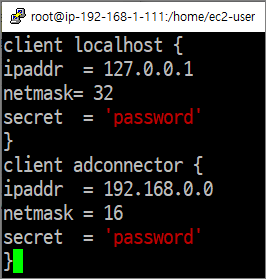 root@ip-192-168-1-111:/home/ec2-user
client localhost {
ipaddr  = 127.0.0.1
netmask= 32
secret  = 'password'
}
client adconnector {
ipaddr  = 192.168.0.0
netmask = 16
secret  = 'password'
}